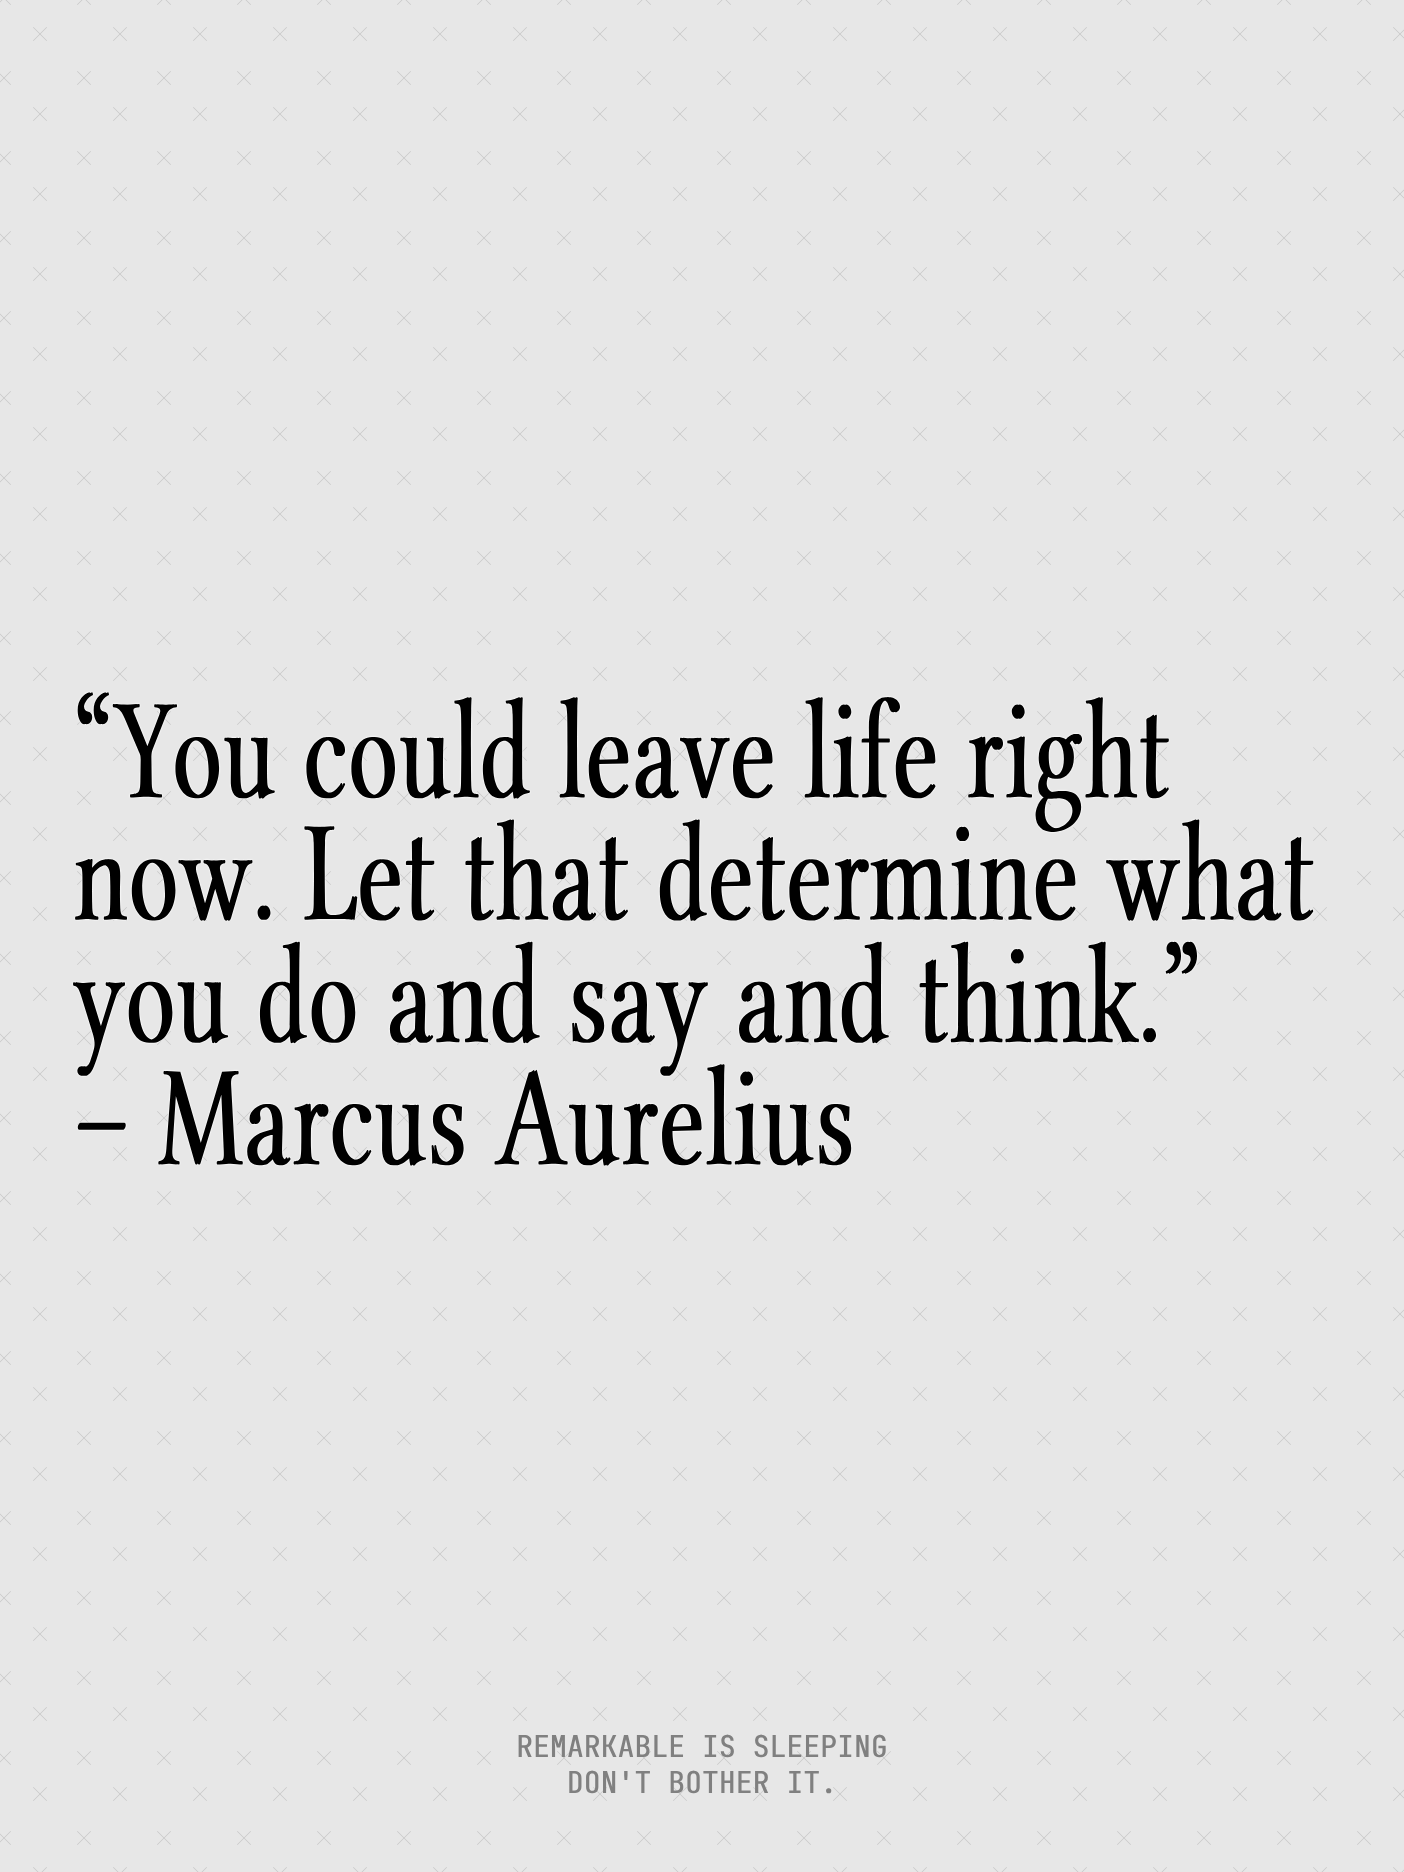 “You could leave life right
now. Let that determine what
you do and say and think.”
– Marcus Aurelius
REMARKABLE IS SLEEPING
DON'T BOTHER IT.